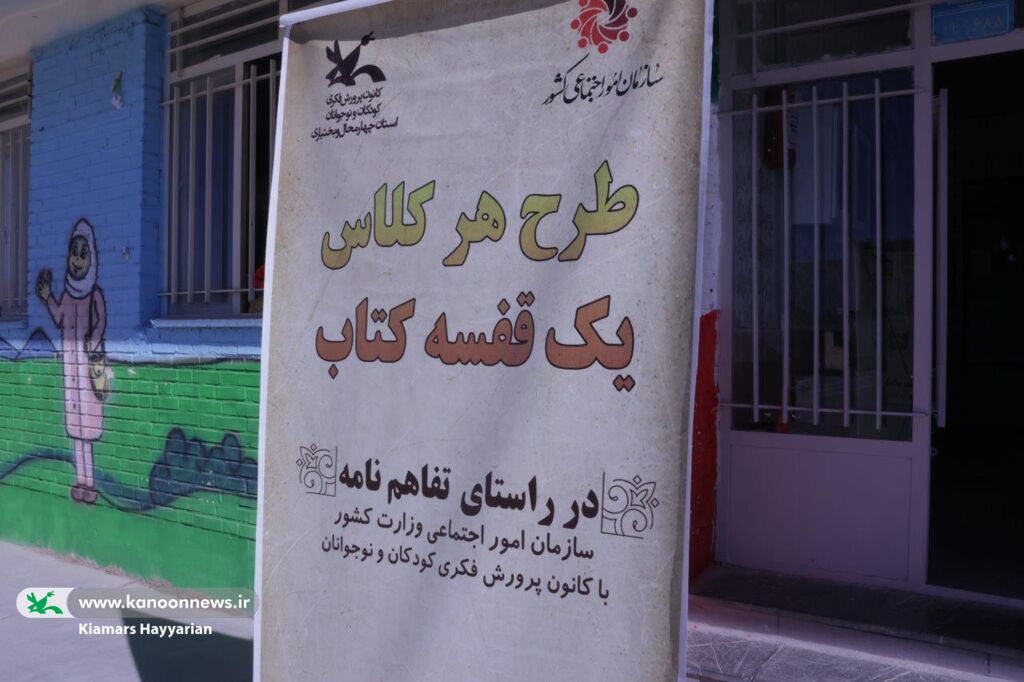 سازمان امور اجتماعی کشور
کانون پرورش فکری
کودکان و نوجوانان
استان چهارمحال و بختیاری
طرح هر کلاس
یک قفسه کتاب
در راستای تفاهم نامه
سازمان امور اجتماعی وزارت کشور
با کانون پرورش فکری کودکان و نوجوانان
www.kanoonnews.ir
Kiamars Hayyarian